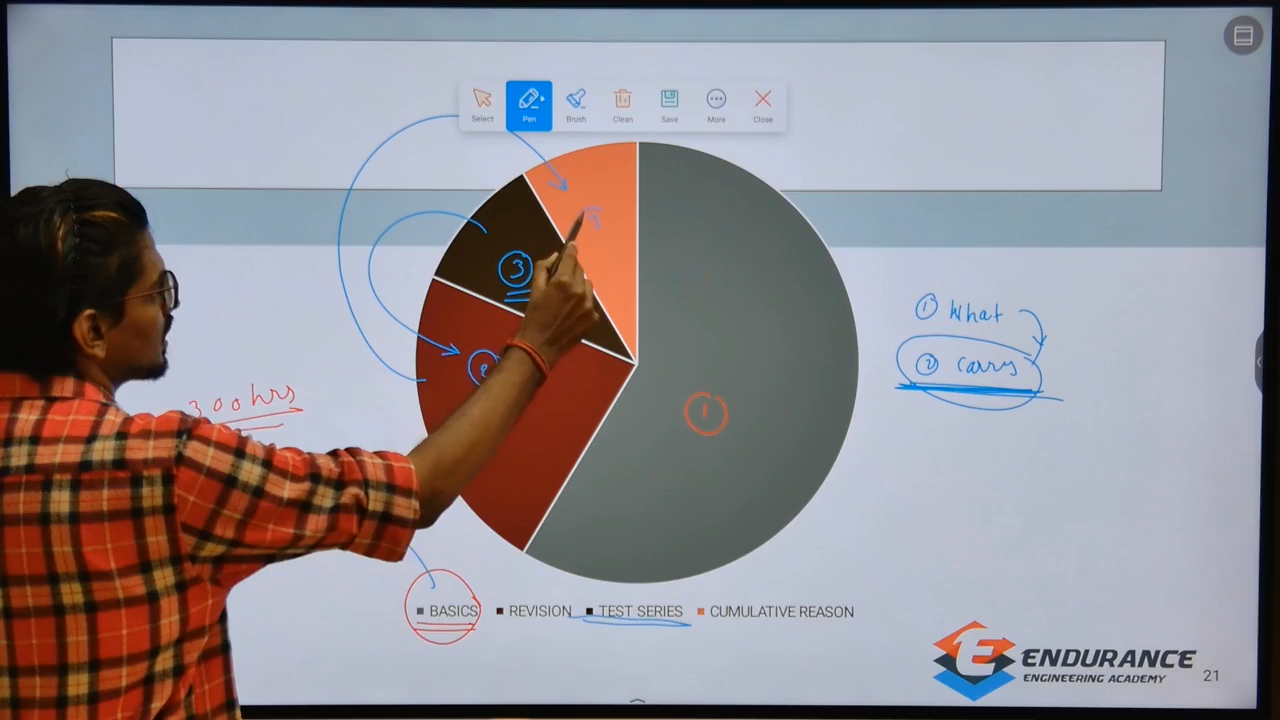 Select Pen Brush Clean Save More Close
3
2
1
300 hrs
1 What
2 Carry
BASICS REVISION TEST SERIES CUMULATIVE REASON
ENDURANCE
ENGINEERING ACADEMY
21